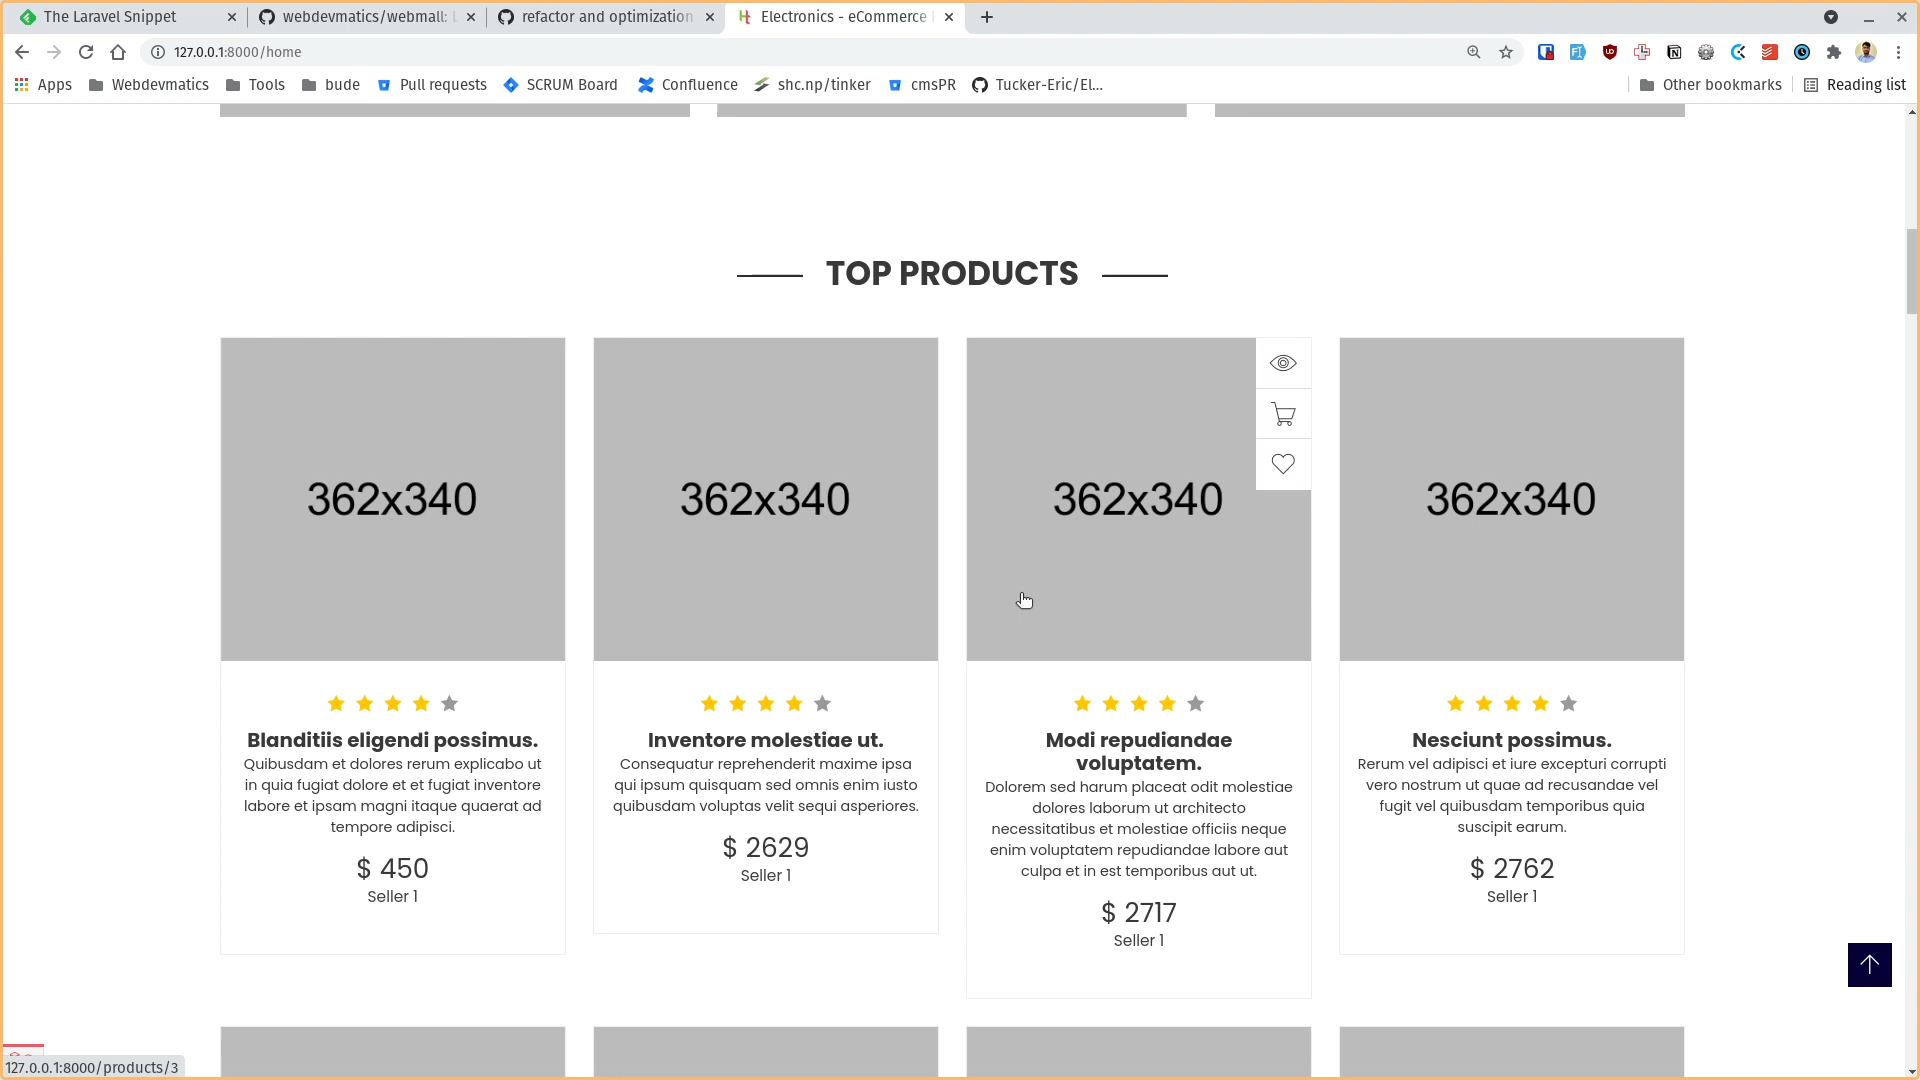 The Laravel Snippet
webdevmatics/webmall: L
refactor and optimization
Electronics - eCommerce
127.0.0.1:8000/home
Apps
Webdevmatics
Tools
bude
Pull requests
SCRUM Board
Confluence
shc.np/tinker
cmsPR
Tucker-Eric/El...
Other bookmarks
Reading list
TOP PRODUCTS
362x340
362x340
362x340
362x340
Blanditiis eligendi possimus.
Quibusdam et dolores rerum explicabo ut
in quia fugiat dolore et et fugiat inventore
labore et ipsam magni itaque quaerat ad
tempore adipisci.
$ 450
Seller 1
Inventore molestiae ut.
Consequatur reprehenderit maxime ipsa
qui ipsum quisquam sed omnis enim iusto
quibusdam voluptas velit sequi asperiores.
$ 2629
Seller 1
Modi repudiandae
voluptatem.
Dolorem sed harum placeat odit molestiae
dolores laborum ut architecto
necessitatibus et molestiae officiis neque
enim voluptatem repudiandae labore aut
culpa et in est temporibus aut ut.
$ 2717
Seller 1
Nesciunt possimus.
Rerum vel adipisci et iure excepturi corrupti
vero nostrum ut quae ad recusandae vel
fugit vel quibusdam temporibus quia
suscipit earum.
$ 2762
Seller 1
127.0.0.1:8000/products/3